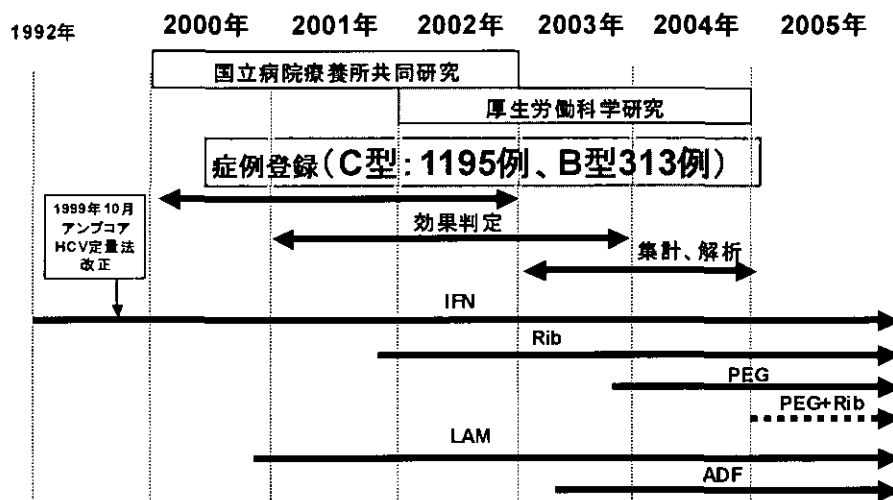 1992年 2000年 2001年 2002年 2003年 2004年 2005年
国立病院療養所共同研究
厚生労働科学研究
症例登録(C型:1195例、B型313例)
1999年10月
アンプコア
HCV定量法
改正
効果判定
集計、解析
IFN
Rib
PEG
PEG+Rib
LAM
ADF